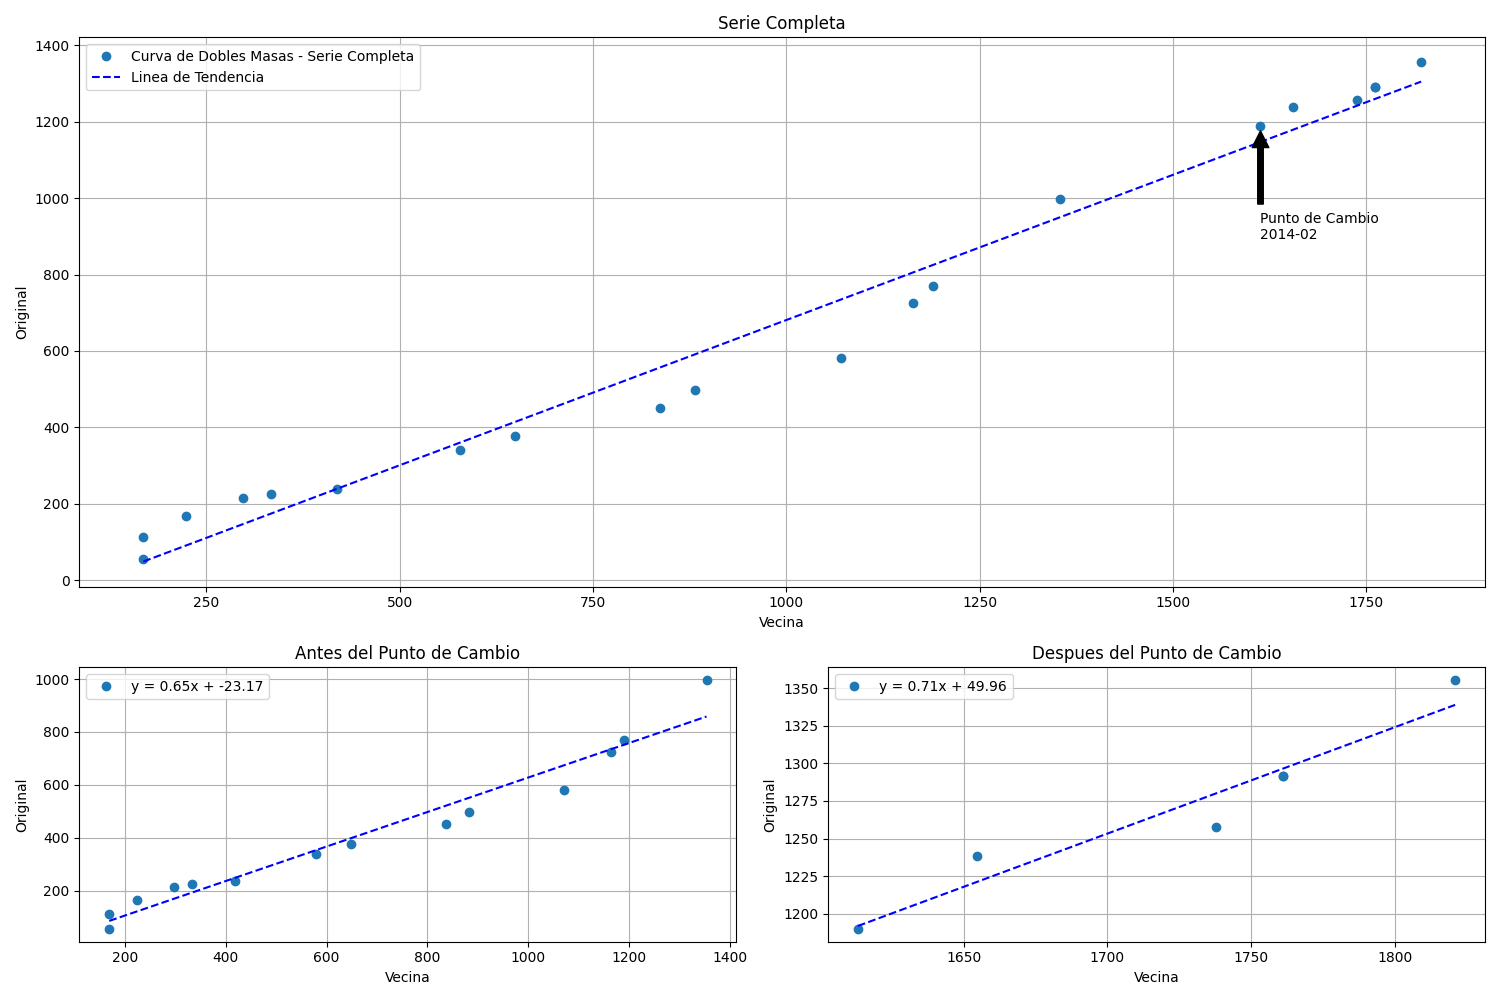 Serie Completa
Curva de Dobles Masas - Serie Completa
Linea de Tendencia
1400
1200
1000
800
600
400
200
0
Original
Punto de Cambio
2014-02
250 500 750 1000 1250 1500 1750
Vecina
Antes del Punto de Cambio
y = 0.65x + -23.17
1000
800
600
400
200
Original
200 400 600 800 1000 1200 1400
Vecina
Despues del Punto de Cambio
y = 0.71x + 49.96
1350
1325
1300
1275
1250
1225
1200
Original
1650 1700 1750 1800
Vecina